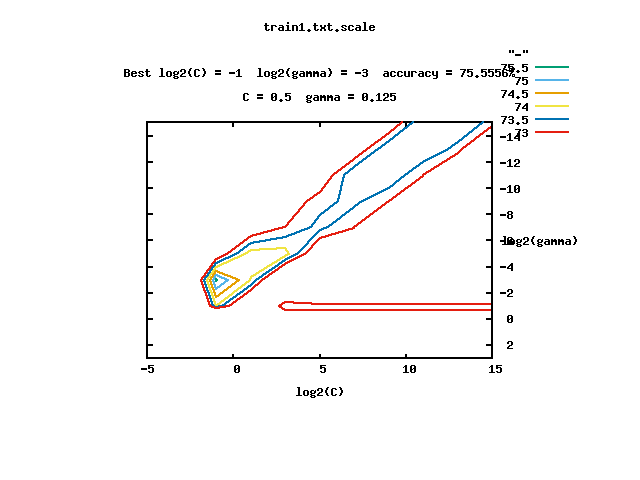 train1.txt.scale
"-"
Best log2(C) = -1 log2(gamma) = -3 accuracy = 75.5556%
75.5
75
C = 0.5 gamma = 0.125
74.5
74
73.5
73
-14
-12
-10
-8
-6
log2(gamma)
-4
-2
0
2
-5 0 5 10 15
log2(C)